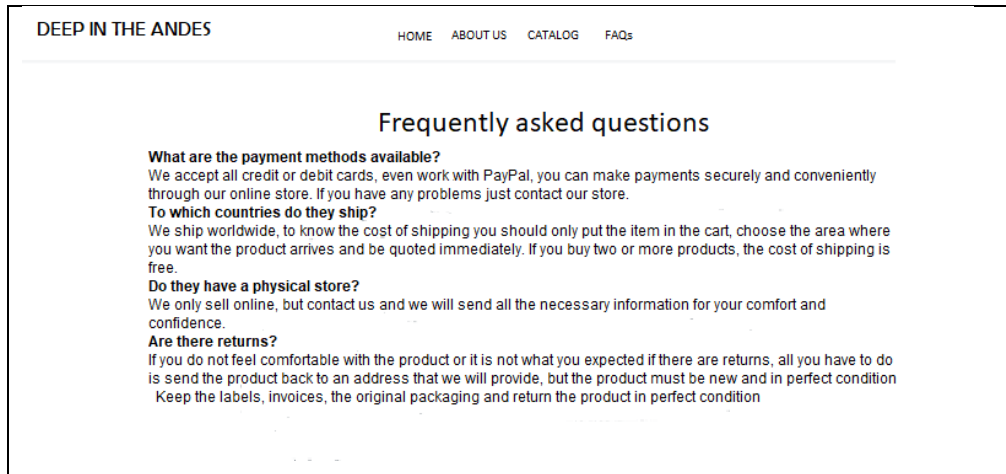 DEEP IN THE ANDES
HOME ABOUT US CATALOG FAQs
Frequently asked questions
What are the payment methods available?
We accept all credit or debit cards, even work with PayPal, you can make payments securely and conveniently
through our online store. If you have any problems just contact our store.
To which countries do they ship?
We ship worldwide, to know the cost of shipping you should only put the item in the cart, choose the area where
you want the product arrives and be quoted immediately. If you buy two or more products, the cost of shipping is
free.
Do they have a physical store?
We only sell online, but contact us and we will send all the necessary information for your comfort and
confidence.
Are there returns?
If you do not feel comfortable with the product or it is not what you expected if there are returns, all you have to do
is send the product back to an address that we will provide, but the product must be new and in perfect condition
Keep the labels, invoices, the original packaging and return the product in perfect condition